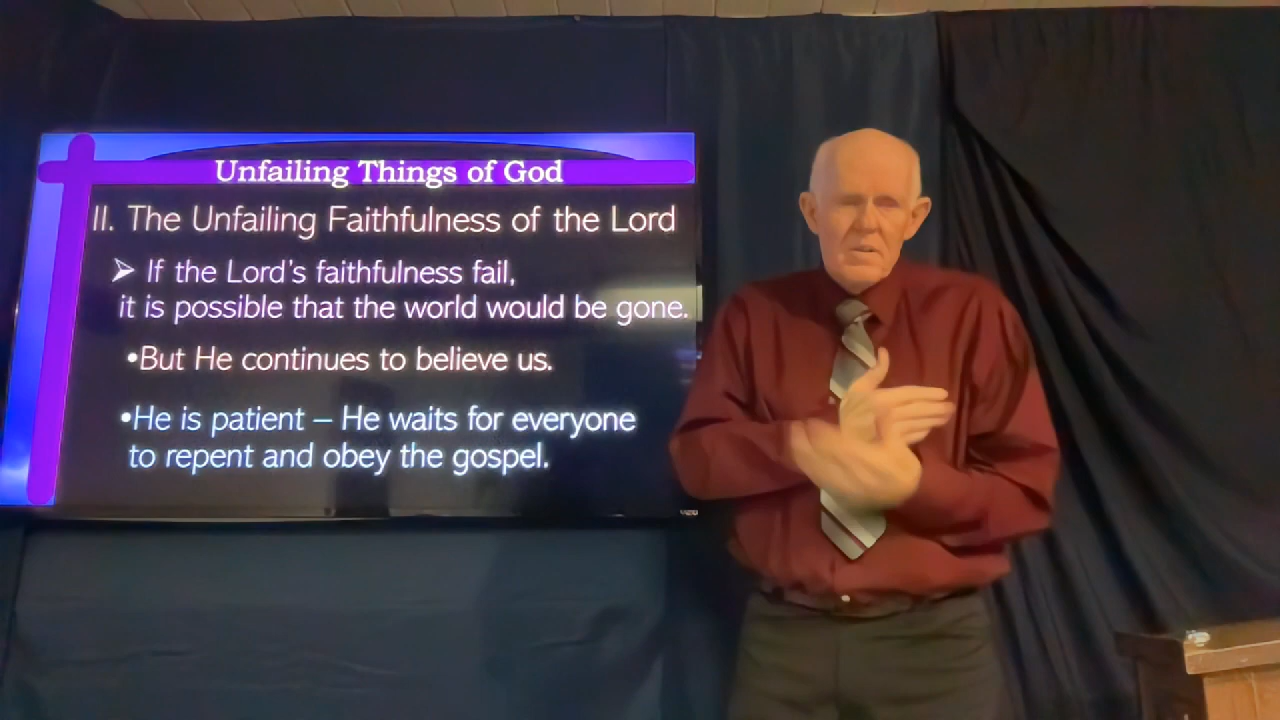 Unfailing Things of God
II. The Unfailing Faithfulness of the Lord
➤ If the Lord's faithfulness fail,
it is possible that the world would be gone.
•But He continues to believe us.
•He is patient – He waits for everyone
to repent and obey the gospel.